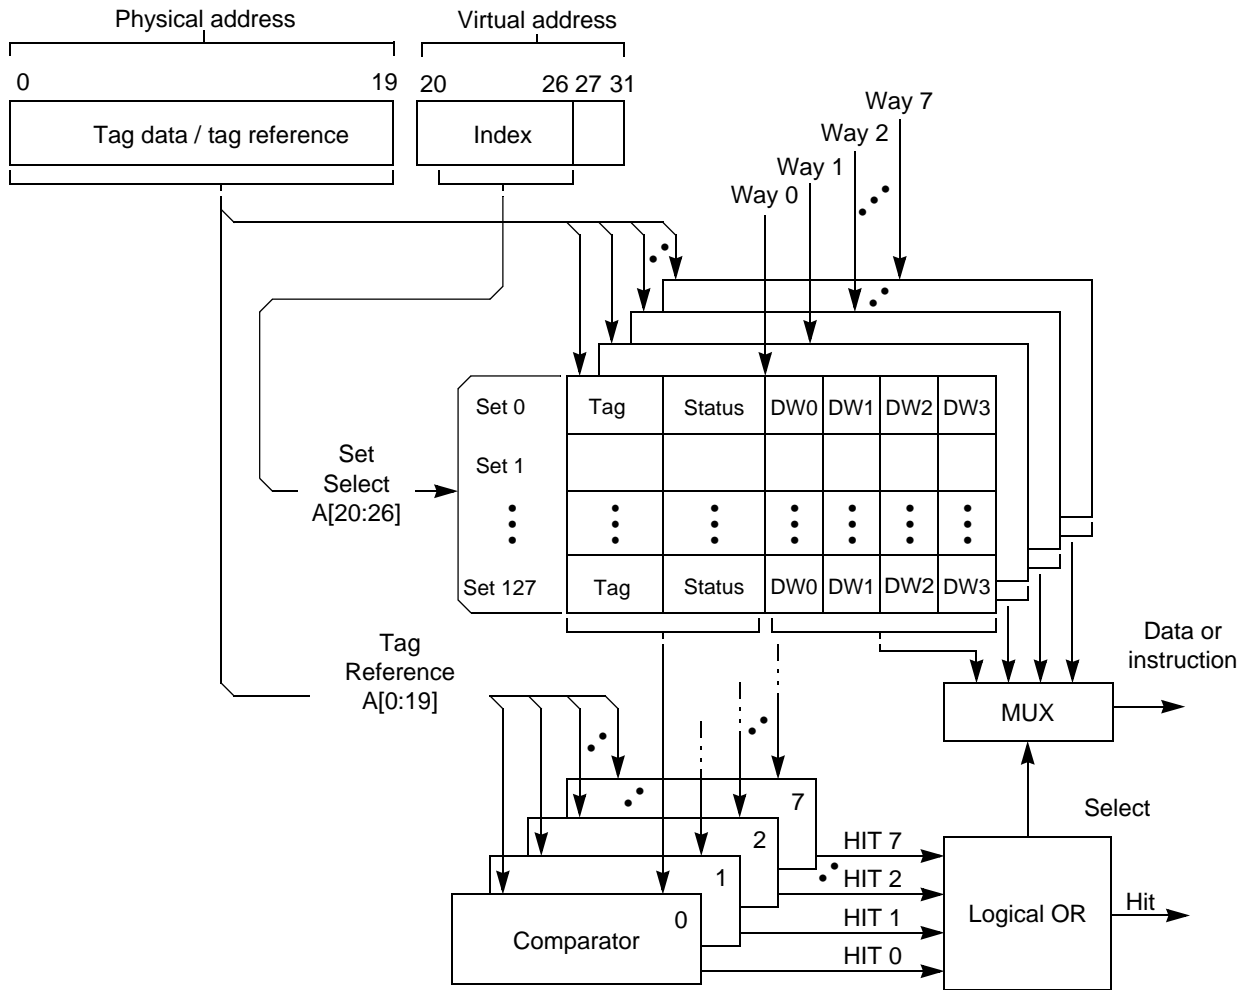 Physical address
Virtual address
0
19
20
26 27 31
Tag data / tag reference
Index
Way 7
Way 2
Way 1
Way 0
Set 0
Tag
Status
DW0 DW1 DW2 DW3
Set
Select
A[20:26]
Set 1
Set 127
Tag
Status
DW0 DW1 DW2 DW3
Tag
Reference
A[0:19]
Data or
instruction
MUX
7
2
1
0
Comparator
HIT 7
HIT 2
HIT 1
HIT 0
Select
Logical OR
Hit